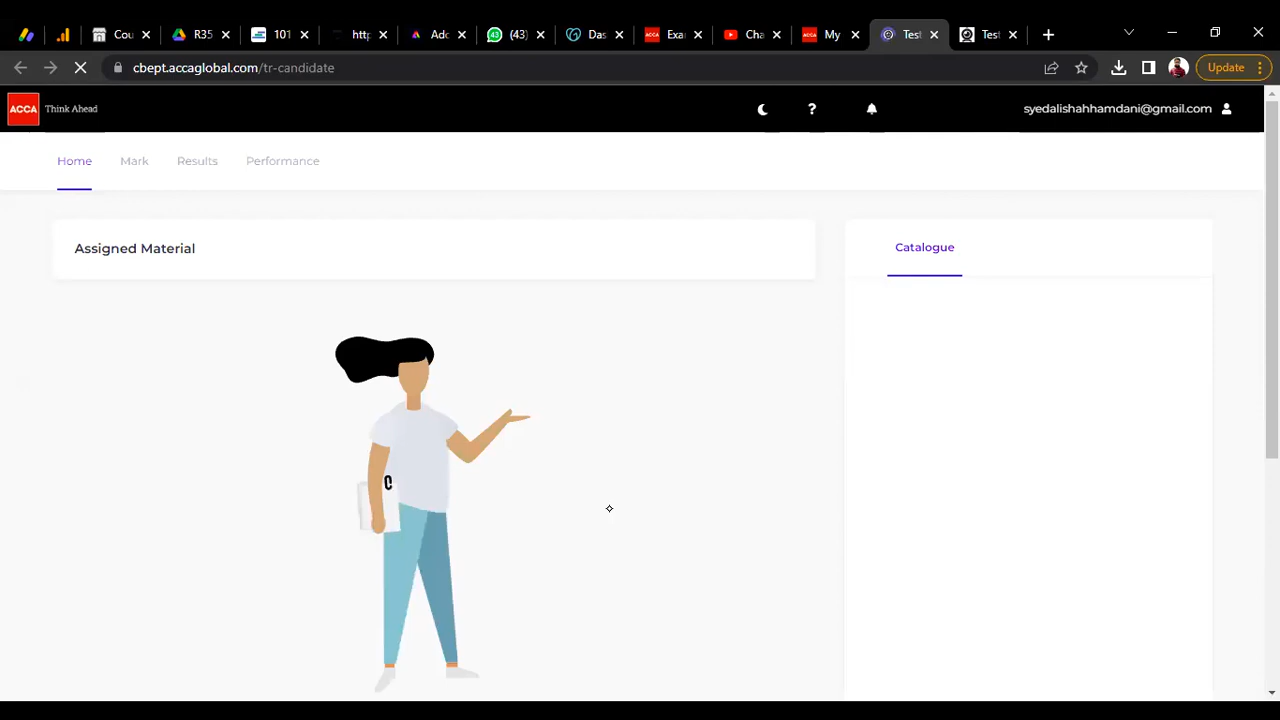 Cou
R35
101
http
Adc
(43)
Das
Exar
Cha
My
Test
Test
cbept.accaglobal.com/tr-candidate
Update
ACCA Think Ahead
?
syedalishahhamdani@gmail.com
Home Mark Results Performance
Assigned Material
Catalogue